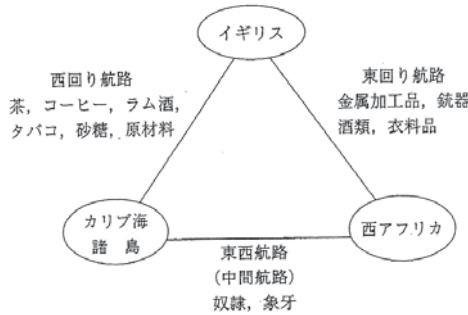 イギリス
西回り航路
茶，コーヒー，ラム酒，
タバコ，砂糖，原材料
東回り航路
金属加工品，銃器
酒類，衣料品
カリブ海
諸　島
西アフリカ
東西航路
(中間航路)
奴隷，象牙